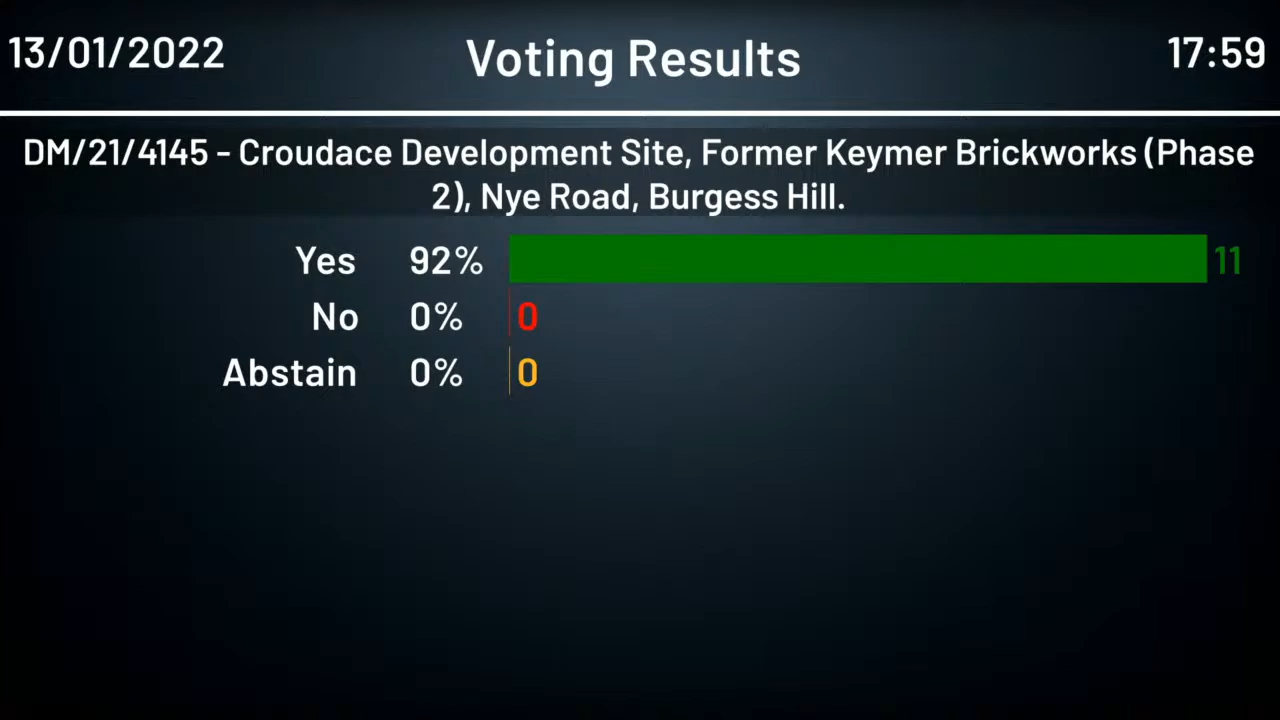 13/01/2022 Voting Results 17:59
DM/21/4145 - Croudace Development Site, Former Keymer Brickworks (Phase
2), Nye Road, Burgess Hill.
Yes 92% 11
No 0% 0
Abstain 0% 0